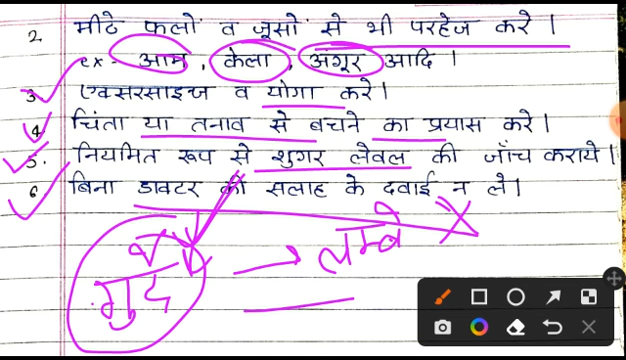 2. मीठे फलों व जूसों से भी परहेज करे।
ex- आम, केला, अंगूर आदि।
3. एक्सरसाइज व योगा करे।
4. चिंता या तनाव से बचने का प्रयास करे।
5. नियमित रूप से शुगर लेवल की जाँच कराये।
6 बिना डाक्टर की सलाह के दवाई न ले।
गुर्दे → लम्बे